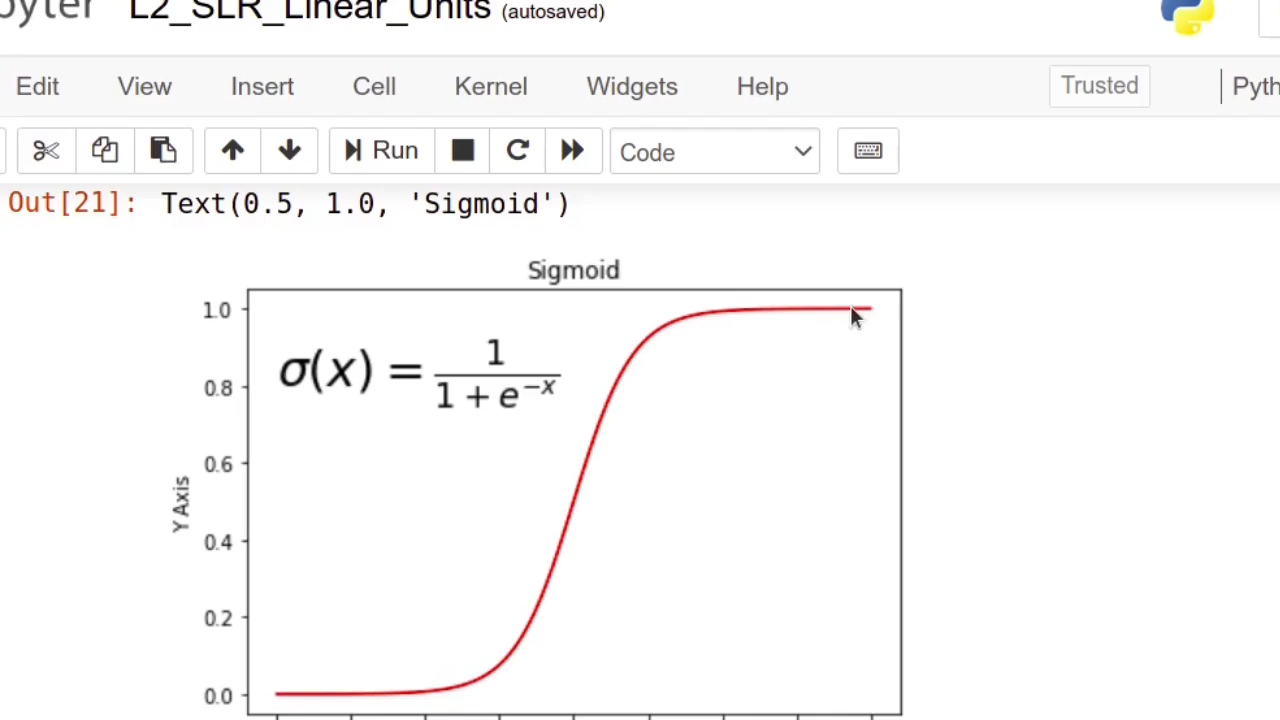 L2_SLR_Linear_Units (autosaved)
Edit View Insert Cell Kernel Widgets Help Trusted
Run Code
Out[21]: Text(0.5, 1.0, 'Sigmoid')
Sigmoid
1.0
σ(x) = 1 / (1 + e^{−x})
0.8
0.6
Y Axis
0.4
0.2
0.0